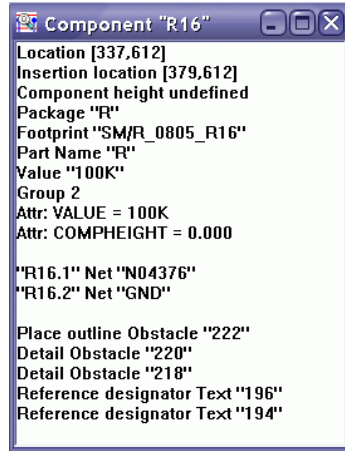 Component "R16"
Location [337,612]
Insertion location [379,612]
Component height undefined
Package "R"
Footprint "SM/R_0805_R16"
Part Name "R"
Value "100K"
Group 2
Attr: VALUE = 100K
Attr: COMPHEIGHT = 0.000
"R16.1" Net "N04376"
"R16.2" Net "GND"
Place outline Obstacle "222"
Detail Obstacle "220"
Detail Obstacle "218"
Reference designator Text "196"
Reference designator Text "194"